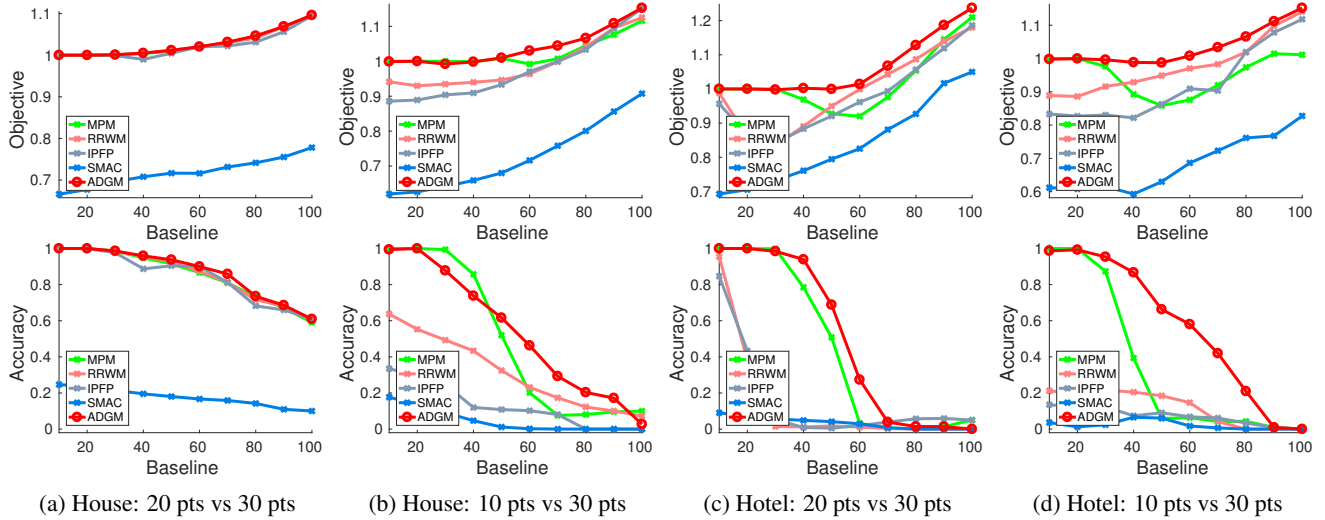 Objective
1.1
1
0.9
0.8
0.7
MPM
RRWM
IPFP
SMAC
ADGM
20 40 60 80 100
Baseline
Objective
1.1
1
0.9
0.8
0.7
0.6
MPM
RRWM
IPFP
SMAC
ADGM
20 40 60 80 100
Baseline
Objective
1.2
1.1
1
0.9
0.8
0.7
MPM
RRWM
IPFP
SMAC
ADGM
20 40 60 80 100
Baseline
Objective
1.1
1
0.9
0.8
0.7
0.6
MPM
RRWM
IPFP
SMAC
ADGM
20 40 60 80 100
Baseline
Accuracy
1
0.8
0.6
0.4
0.2
0
MPM
RRWM
IPFP
SMAC
ADGM
20 40 60 80 100
Baseline
Accuracy
1
0.8
0.6
0.4
0.2
0
MPM
RRWM
IPFP
SMAC
ADGM
20 40 60 80 100
Baseline
Accuracy
1
0.8
0.6
0.4
0.2
0
MPM
RRWM
IPFP
SMAC
ADGM
20 40 60 80 100
Baseline
Accuracy
1
0.8
0.6
0.4
0.2
0
MPM
RRWM
IPFP
SMAC
ADGM
20 40 60 80 100
Baseline
(a) House: 20 pts vs 30 pts
(b) House: 10 pts vs 30 pts
(c) Hotel: 20 pts vs 30 pts
(d) Hotel: 10 pts vs 30 pts